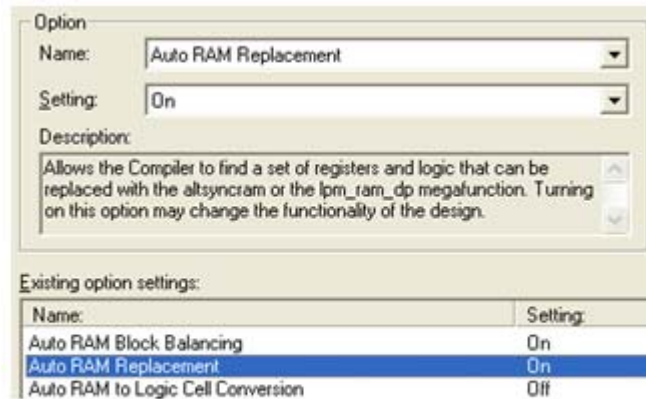 Option
Name: Auto RAM Replacement
Setting: On
Description:
Allows the Compiler to find a set of registers and logic that can be
replaced with the altsyncram or the lpm_ram_dp megafunction. Turning
on this option may change the functionality of the design.
Existing option settings:
Name: Setting:
Auto RAM Block Balancing On
Auto RAM Replacement On
Auto RAM to Logic Cell Conversion Off